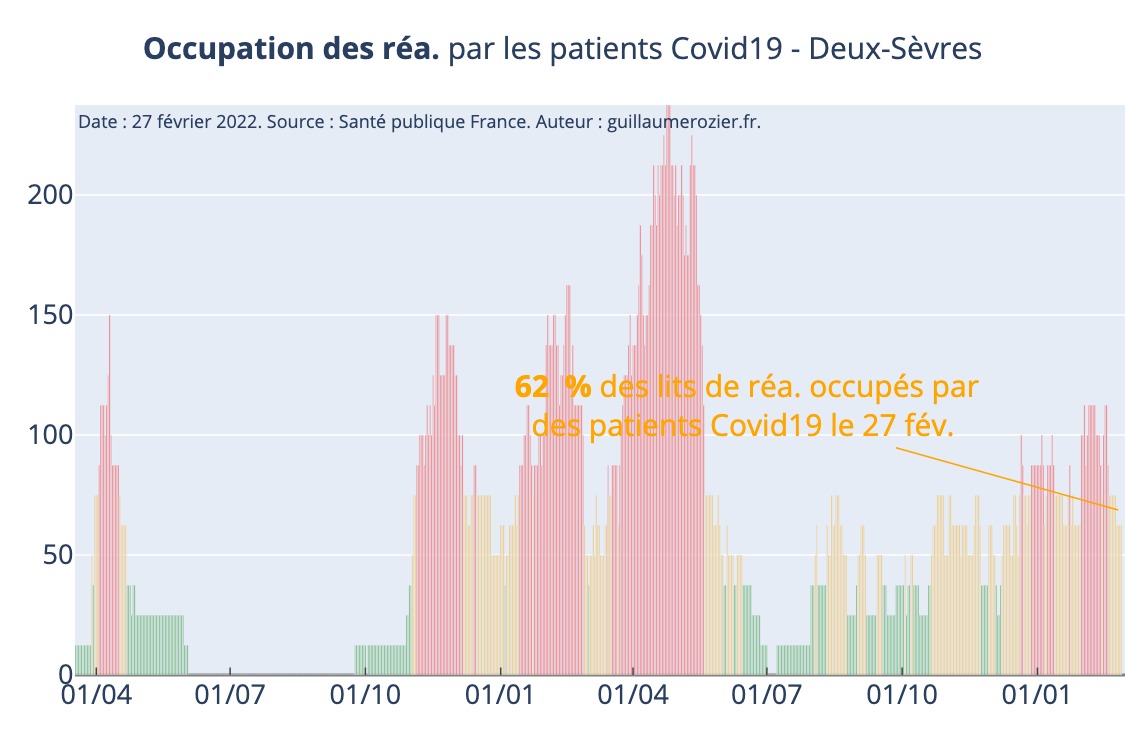 Occupation des réa. par les patients Covid19 - Deux-Sèvres
Date : 27 février 2022. Source : Santé publique France. Auteur : guillaumerozier.fr.
200
150
62 % des lits de réa. occupés par
des patients Covid19 le 27 fév.
100
50
0
01/04 01/07 01/10 01/01 01/04 01/07 01/10 01/01